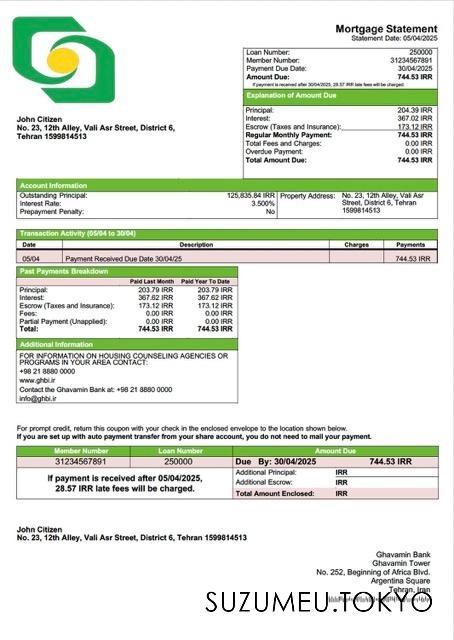 Mortgage Statement
Statement Date: 05/04/2025
Loan Number: 250000
Member Number: 31234567891
Payment Due Date: 30/04/2025
Amount Due: 744.53 IRR
If payment is received after 30/04/2025, 28.57 IRR late fees will be charged.
Explanation of Amount Due
Principal: 204.39 IRR
Interest: 367.02 IRR
Escrow (Taxes and Insurance): 173.12 IRR
Regular Monthly Payment: 744.53 IRR
Total Fees and Charges: 0.00 IRR
Overdue Payment: 0.00 IRR
Total Amount Due: 744.53 IRR
John Citizen
No. 23, 12th Alley, Vali Asr Street, District 6,
Tehran 1599814513
Account Information
Outstanding Principal: 125,835.84 IRR
Interest Rate: 3.500%
Prepayment Penalty: No
Property Address: No. 23, 12th Alley, Vali Asr
Street, District 6, Tehran
1599814513
Transaction Activity (05/04 to 30/04)
Date Description Charges Payments
05/04 Payment Received Due Date 30/04/25 744.53 IRR
Past Payments Breakdown
Paid Last Month Paid Year To Date
Principal: 203.79 IRR 203.79 IRR
Interest: 367.62 IRR 367.62 IRR
Escrow (Taxes and Insurance): 173.12 IRR 173.12 IRR
Fees: 0.00 IRR 0.00 IRR
Partial Payment (Unapplied): 0.00 IRR 0.00 IRR
Total: 744.53 IRR 744.53 IRR
Additional Information
FOR INFORMATION ON HOUSING COUNSELING AGENCIES OR
PROGRAMS IN YOUR AREA CONTACT:
+98 21 8880 0000
www.ghbi.ir
Contact the Ghavamin Bank at: +98 21 8880 0000
info@ghbi.ir
For prompt credit, return this coupon with your check in the enclosed envelope to the location shown below.
If you are set up with auto payment transfer from your share account, you do not need to mail your payment.
Member Number Loan Number Amount Due
31234567891 250000 Due By: 30/04/2025 744.53 IRR
If payment is received after 05/04/2025,
28.57 IRR late fees will be charged.
Additional Principal: IRR
Additional Escrow: IRR
Total Amount Enclosed: IRR
John Citizen
No. 23, 12th Alley, Vali Asr Street, District 6, Tehran 1599814513
Ghavamin Bank
Ghavamin Tower
No. 252, Beginning of Africa Blvd.
Argentina Square
Tehran, Iran
SUZUMEU.TOKYO